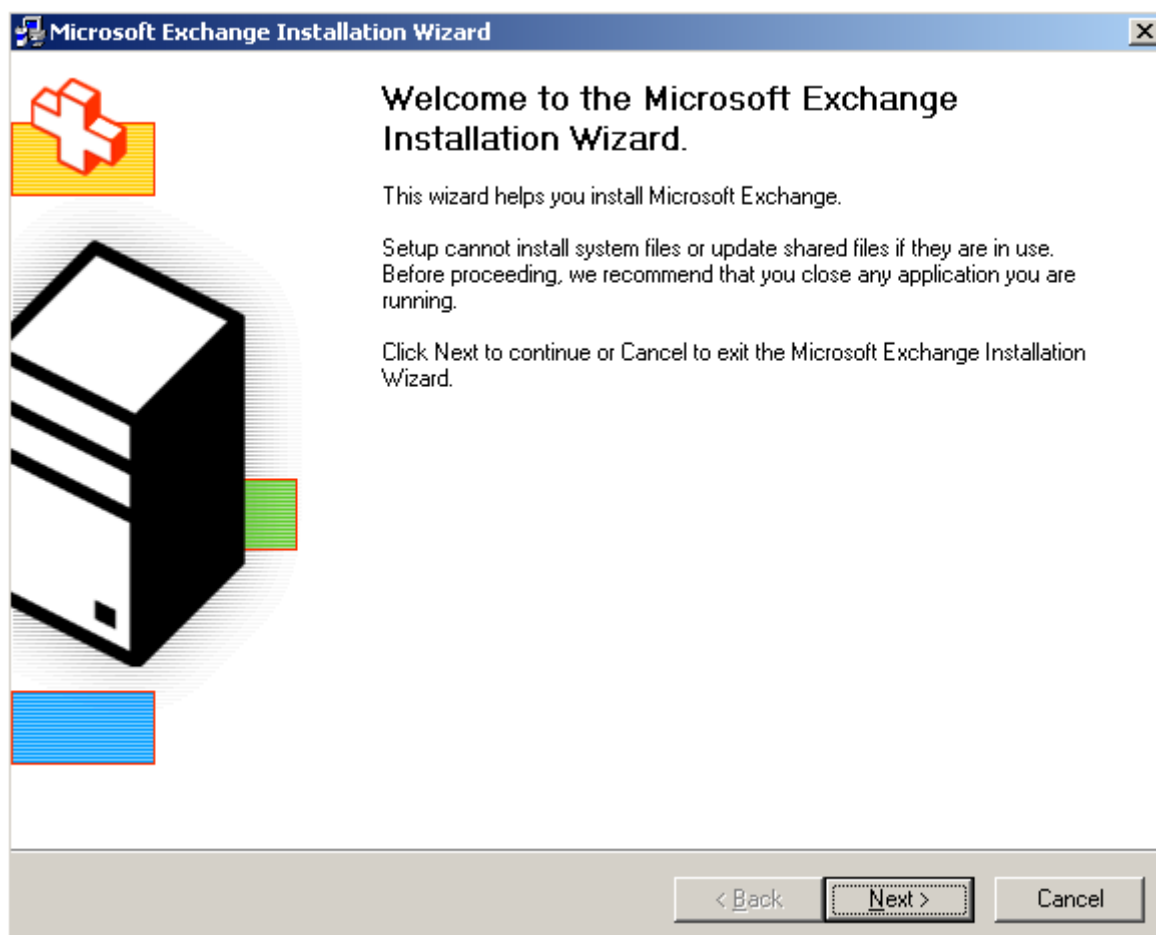 Microsoft Exchange Installation Wizard
Welcome to the Microsoft Exchange
Installation Wizard.
This wizard helps you install Microsoft Exchange.
Setup cannot install system files or update shared files if they are in use.
Before proceeding, we recommend that you close any application you are
running.
Click Next to continue or Cancel to exit the Microsoft Exchange Installation
Wizard.
< Back
Next >
Cancel